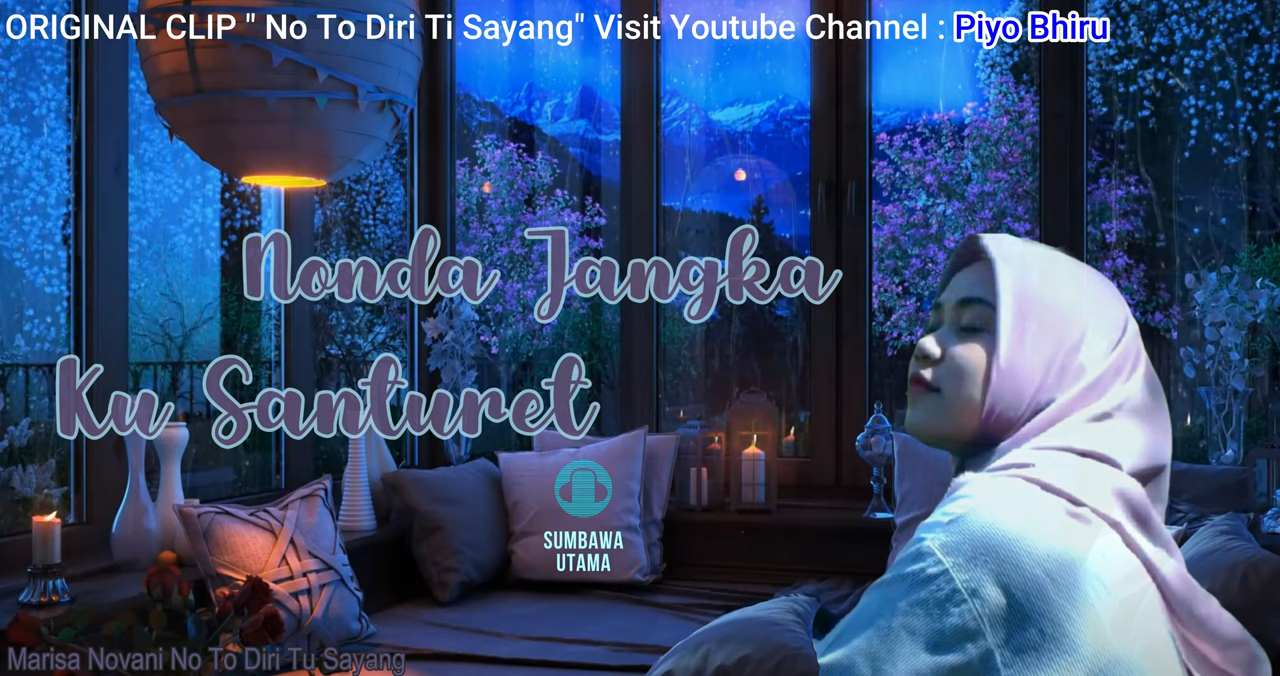 ORIGINAL CLIP " No To Diri Ti Sayang" Visit Youtube Channel : Piyo Bhiru
Nonda Jangka
Ku Santuret
SUMBAWA
UTAMA
Marisa Novani No To Diri Tu Sayang